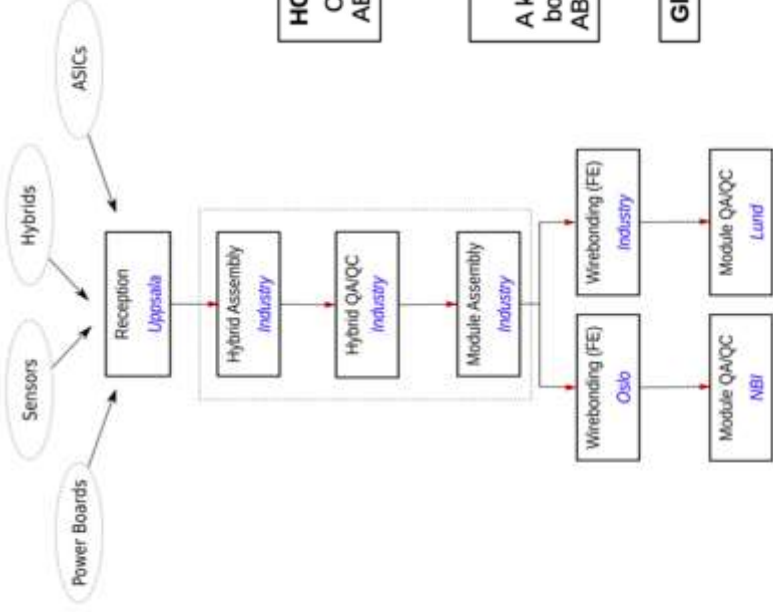 Power Boards
Sensors
Hybrids
ASICs
Reception
Uppsala
Hybrid Assembly
Industry
Hybrid QA/QC
Industry
Module Assembly
Industry
Wirebonding (FE)
Oslo
Wirebonding (FE)
Industry
Module QA/QC
NBI
Module QA/QC
Lund
A
bo